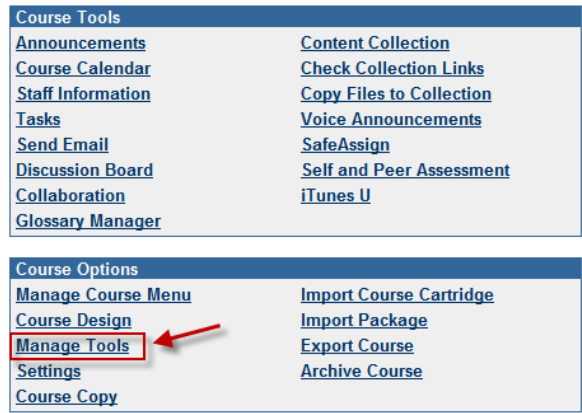 Course Tools
Announcements Content Collection
Course Calendar Check Collection Links
Staff Information Copy Files to Collection
Tasks Voice Announcements
Send Email SafeAssign
Discussion Board Self and Peer Assessment
Collaboration iTunes U
Glossary Manager
Course Options
Manage Course Menu Import Course Cartridge
Course Design Import Package
Manage Tools Export Course
Settings Archive Course
Course Copy